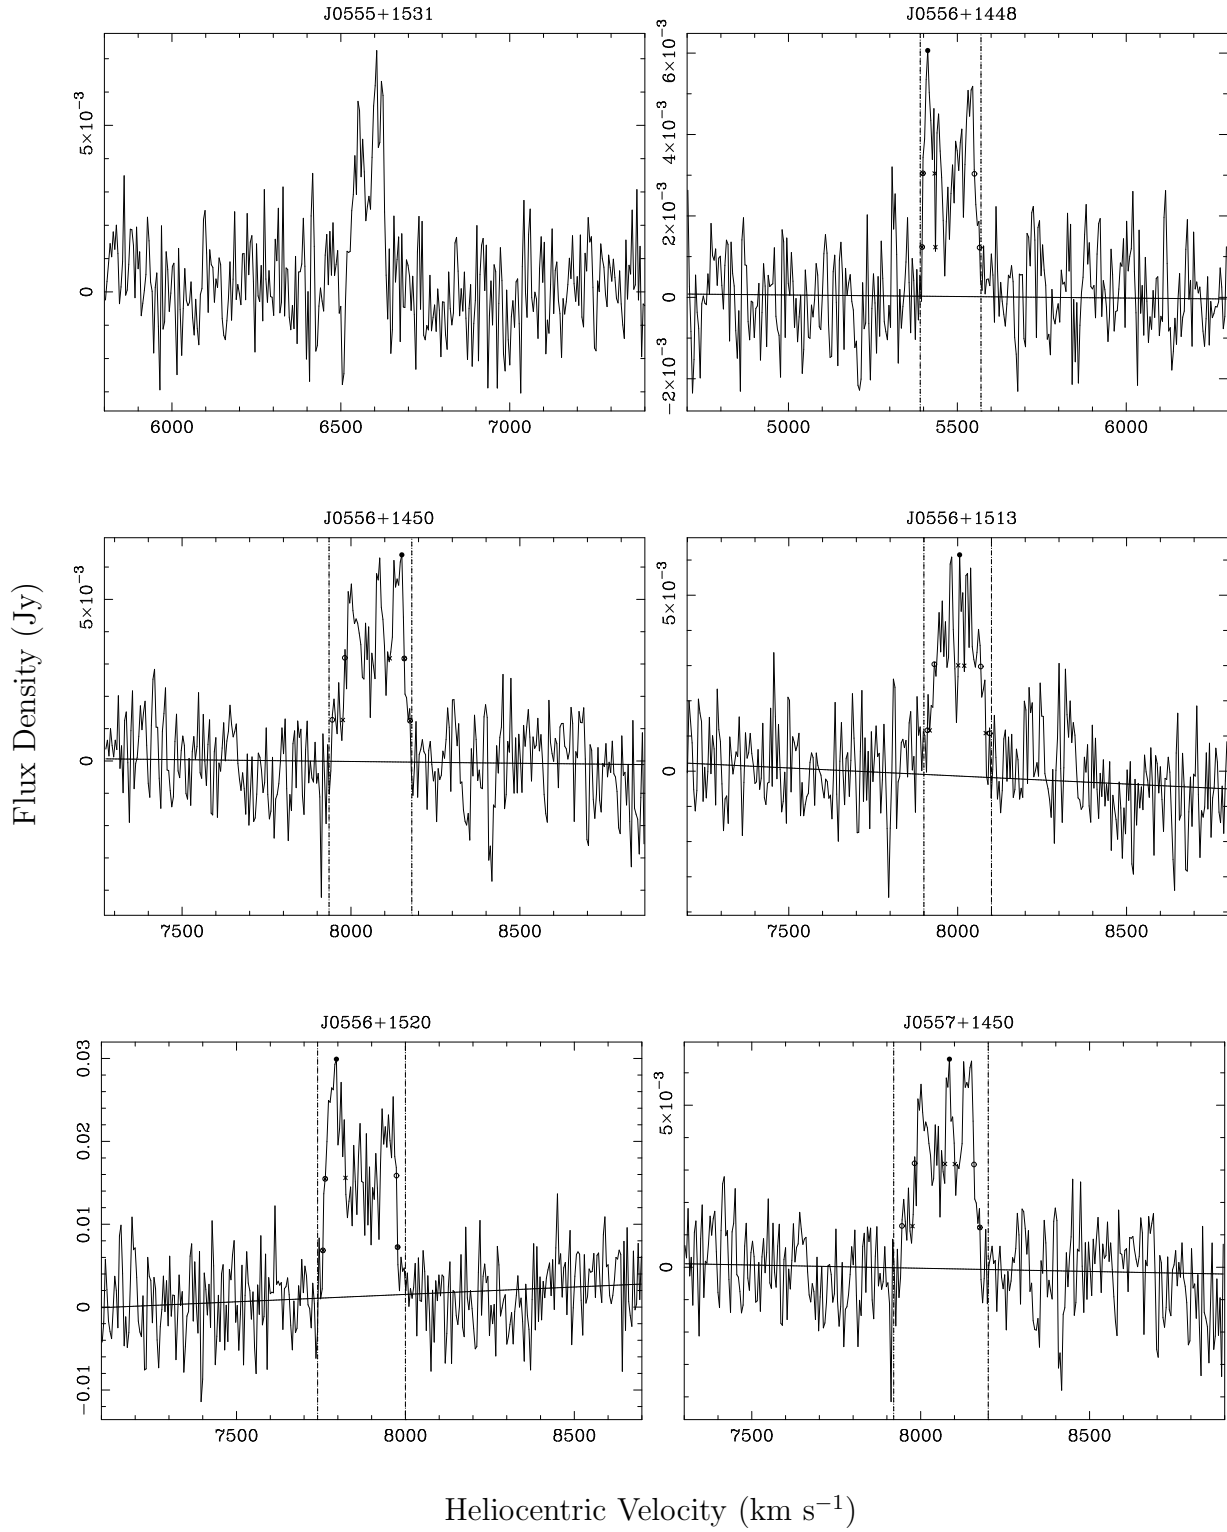 J0555+1531
J0556+1448
5×10⁻³
0
6000 6500 7000
6×10⁻³
4×10⁻³
2×10⁻³
0
−2×10⁻³
5000 5500 6000
J0556+1450
J0556+1513
5×10⁻³
0
7500 8000 8500
5×10⁻³
0
7500 8000 8500
Flux Density (Jy)
J0556+1520
J0557+1450
0.03
0.02
0.01
0
−0.01
7500 8000 8500
5×10⁻³
0
7500 8000 8500
Heliocentric Velocity (km s⁻¹)